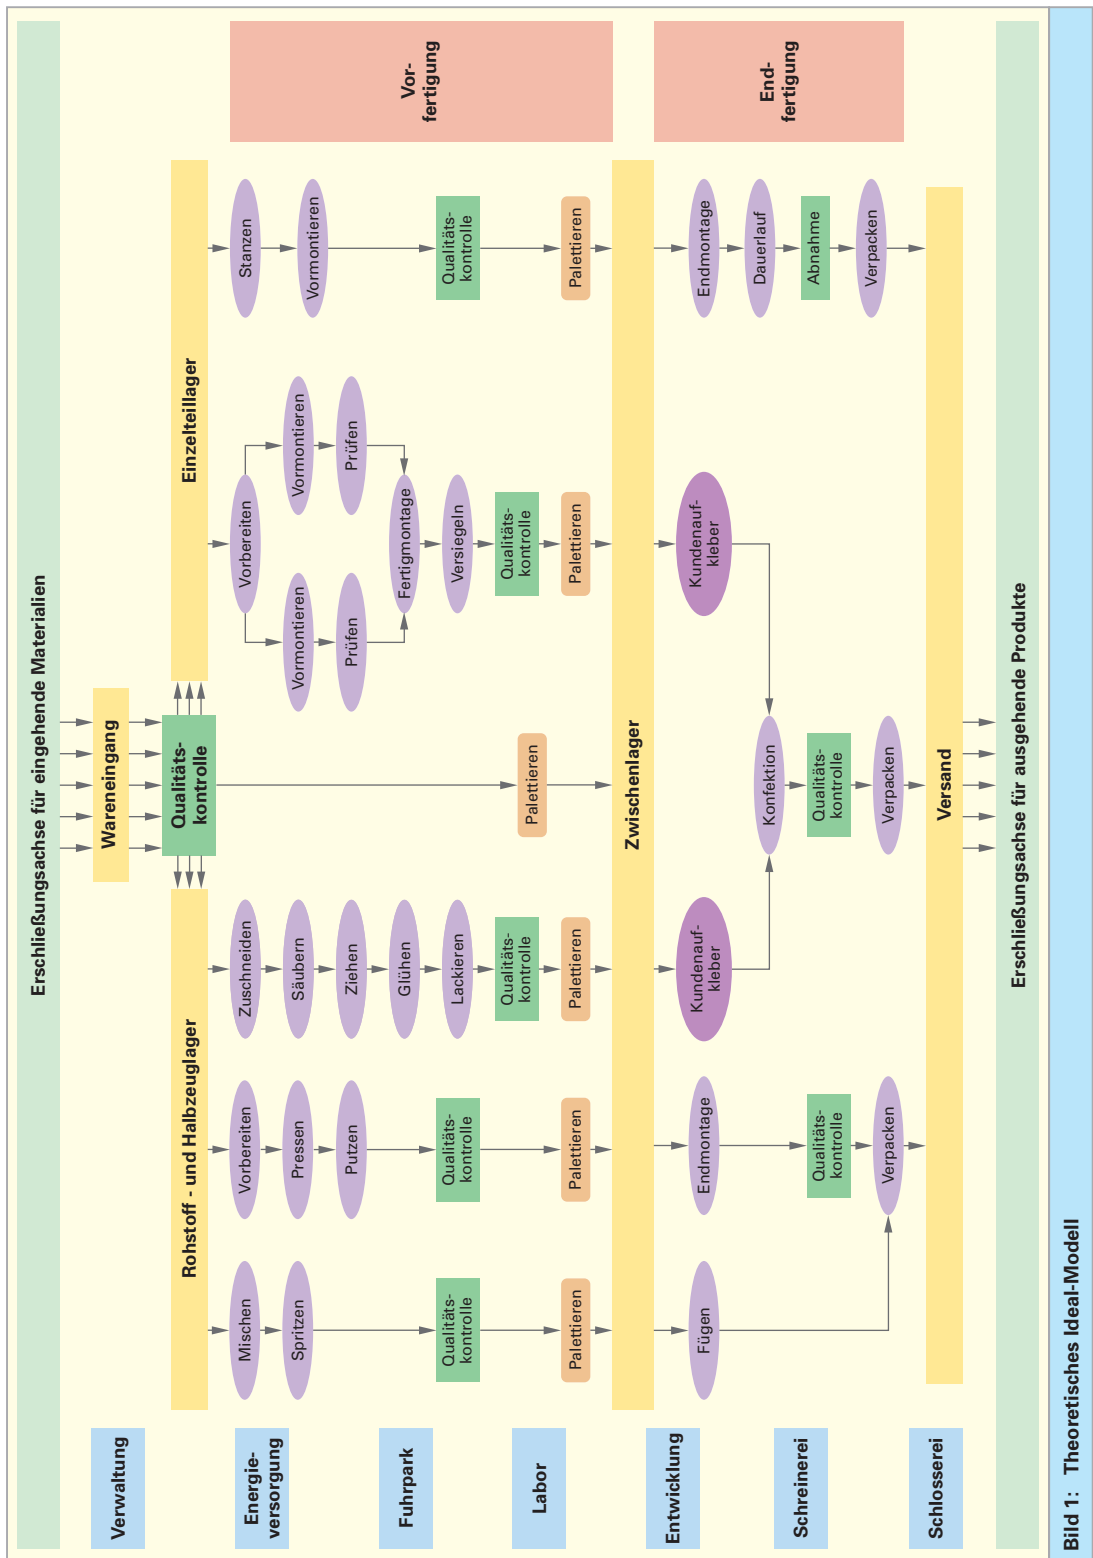 Erschließungsachse für eingehende Materialien
Verwaltung
Wareneingang
Rohstoff - und Halbzeuglager
Qualitäts-
kontrolle
Einzelteillager
Energie-
versorgung
Fuhrpark
Labor
Mischen
Spritzen
Qualitäts-
kontrolle
Palettieren
Vorbereiten
Pressen
Putzen
Qualitäts-
kontrolle
Palettieren
Zuschneiden
Säubern
Ziehen
Glühen
Lackieren
Qualitäts-
kontrolle
Palettieren
Palettieren
Vorbereiten
Vormontieren
Prüfen
Vormontieren
Prüfen
Fertigmontage
Versiegeln
Qualitäts-
kontrolle
Palettieren
Stanzen
Vormontieren
Qualitäts-
kontrolle
Palettieren
Vor-
fertigung
Zwischenlager
Entwicklung
Schreinerei
Schlosserei
Fügen
Endmontage
Qualitäts-
kontrolle
Verpacken
Kundenauf-
kleber
Konfektion
Qualitäts-
kontrolle
Verpacken
Kundenauf-
kleber
Endmontage
Dauerlauf
Abnahme
Verpacken
End-
fertigung
Versand
Erschließungsachse für ausgehende Produkte
Bild 1: Theoretisches Ideal-Modell